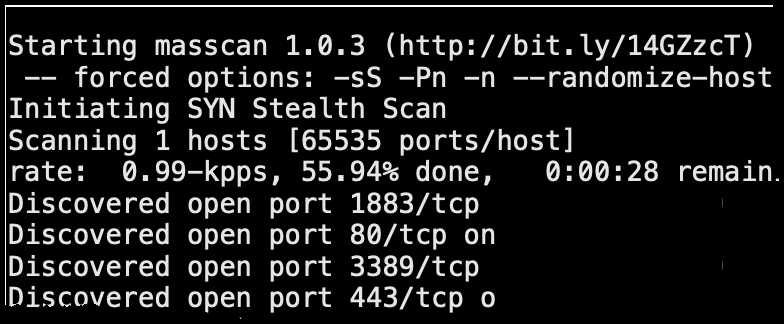 Starting masscan 1.0.3 (http://bit.ly/14GZzcT)
-- forced options: -sS -Pn -n --randomize-host
Initiating SYN Stealth Scan
Scanning 1 hosts [65535 ports/host]
rate: 0.99-kpps, 55.94% done, 0:00:28 remain
Discovered open port 1883/tcp
Discovered open port 80/tcp on
Discovered open port 3389/tcp
Discovered open port 443/tcp o